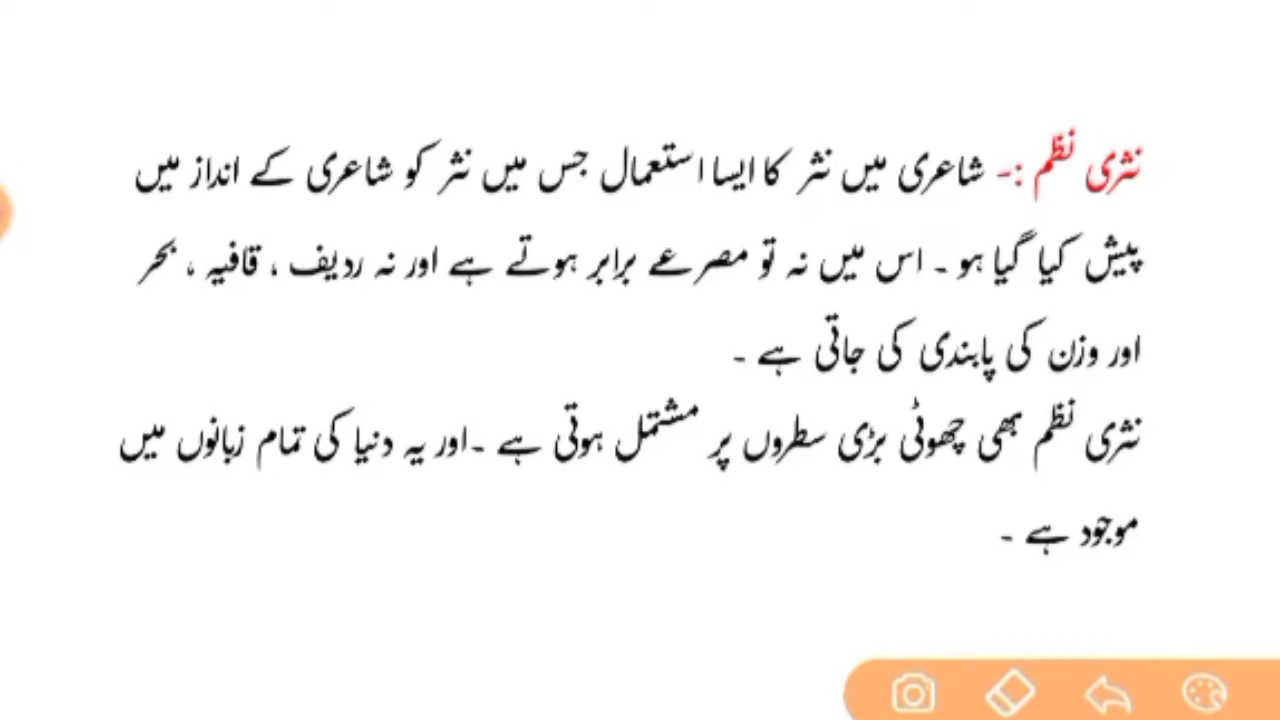 نثری نظم :- شاعری میں نثر کا ایسا استعمال جس میں نثر کو شاعری کے انداز میں
پیش کیا گیا ہو ۔ اس میں نہ تو مصرعے برابر ہوتے ہے اور نہ ردیف ، قافیہ ، بحر
اور وزن کی پابندی کی جاتی ہے ۔
نثری نظم بھی چھوٹی بڑی سطروں پر مشتمل ہوتی ہے ۔اور یہ دنیا کی تمام زبانوں میں
موجود ہے ۔